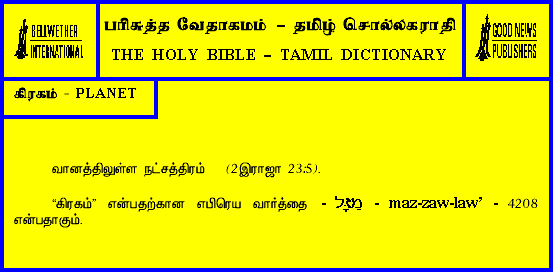 BELLWETHER
INTERNATIONAL
பரிசுத்த வேதாகமம் – தமிழ் சொல்லகராதி
THE HOLY BIBLE – TAMIL DICTIONARY
GOOD NEWS
PUBLISHERS
கிரகம் - PLANET
வானத்திலுள்ள நட்சத்திரம் (2இராஜா 23:5).
“கிரகம்” என்பதற்கான எபிரெய வார்த்தை - - maz-zaw-law’ - 4208
என்பதாகும்.